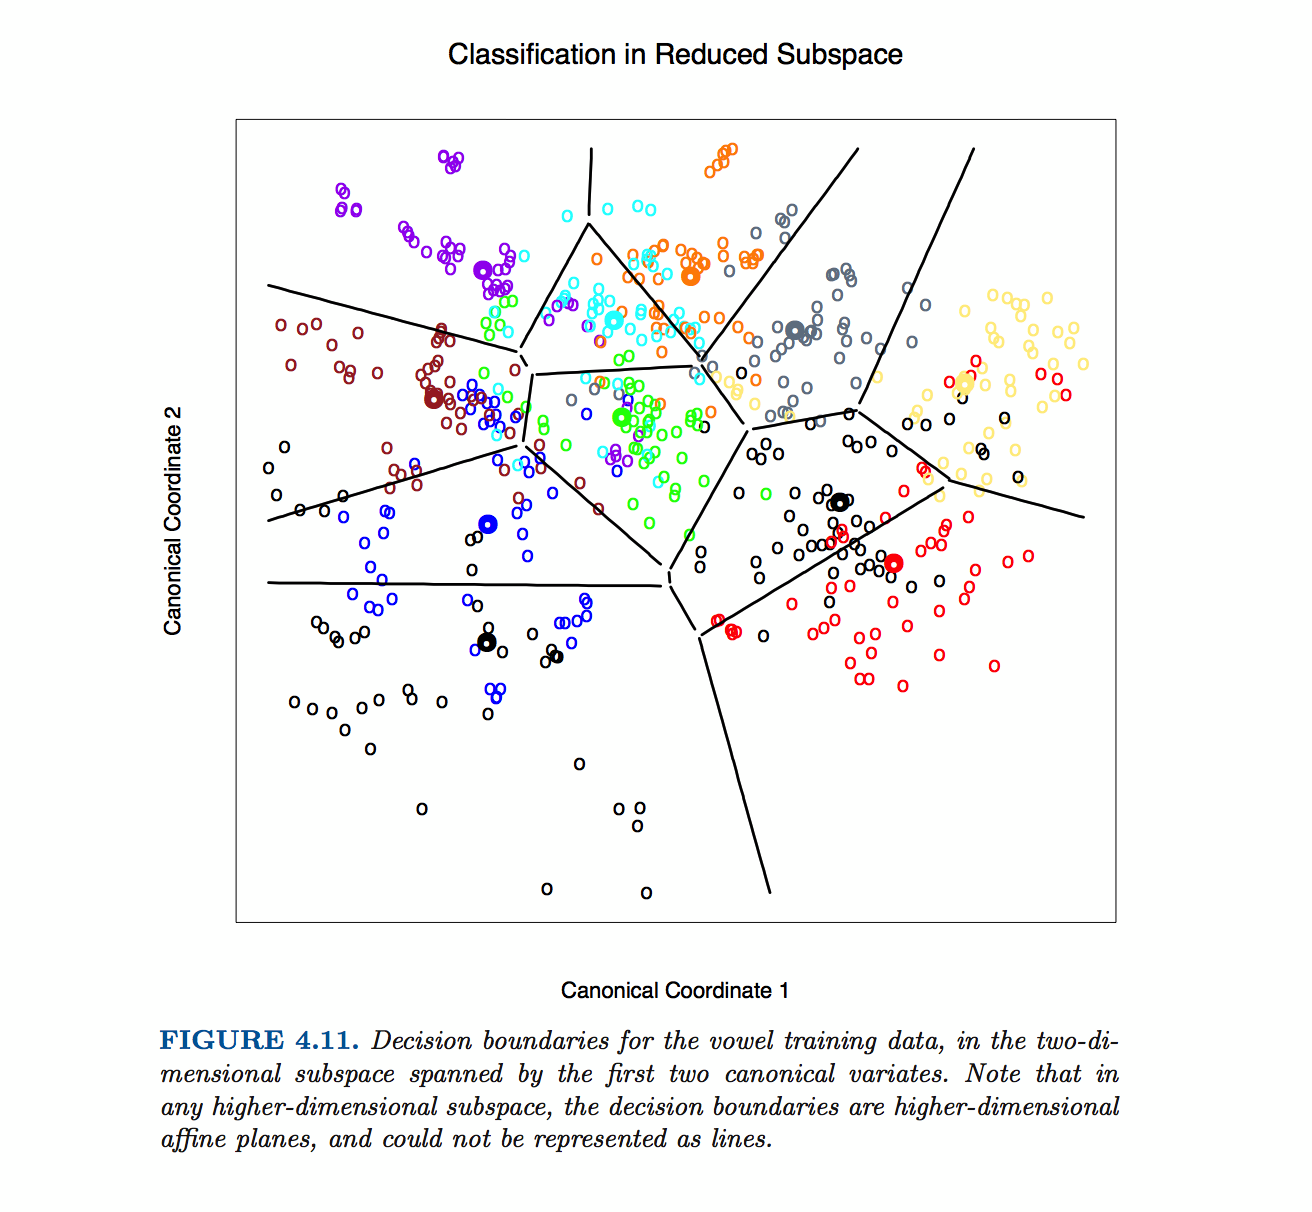 Classification in Reduced Subspace
Canonical Coordinate 2
Canonical Coordinate 1
FIGURE 4.11. Decision boundaries for the vowel training data, in the two-di-
mensional subspace spanned by the first two canonical variates. Note that in
any higher-dimensional subspace, the decision boundaries are higher-dimensional
affine planes, and could not be represented as lines.